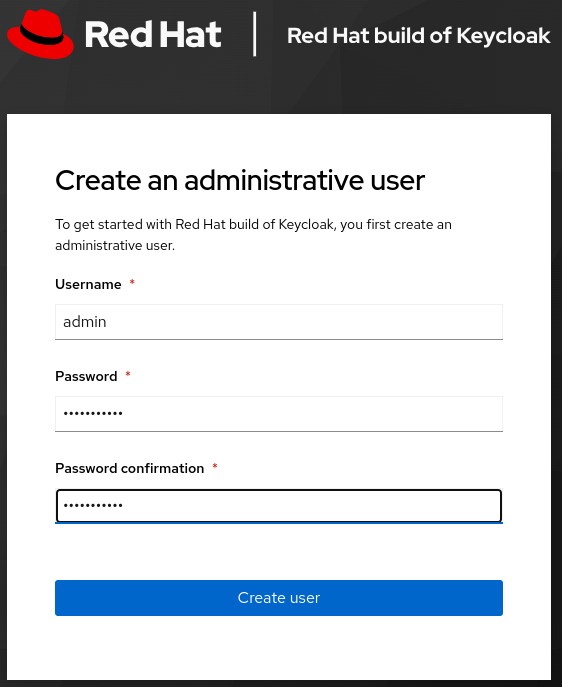 Red Hat | Red Hat build of Keycloak
Create an administrative user
To get started with Red Hat build of Keycloak, you first create an
administrative user.
Username *
admin
Password *
•••••••••••
Password confirmation *
•••••••••••
Create user